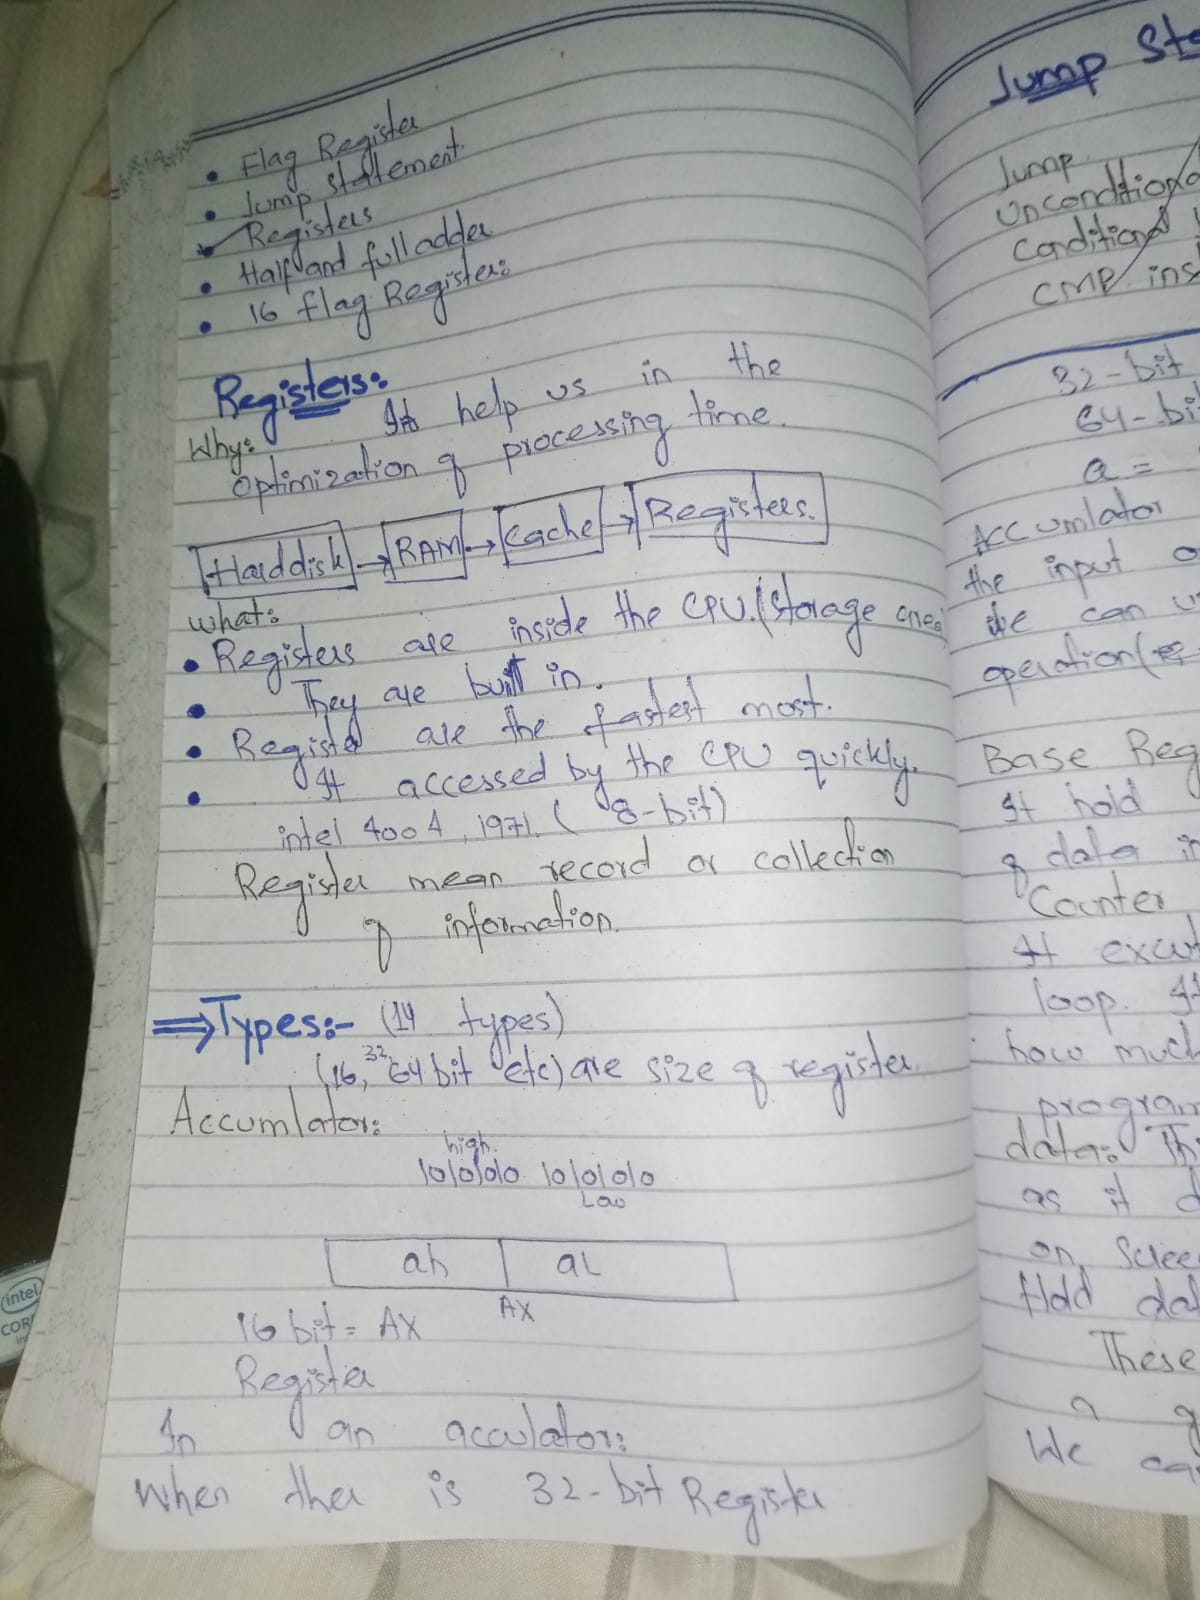 • Flag Register
• Jump statement.
Registers
• Half and full adder
• 16 flag Register:
Registers:
Why: It help us in the
optimization of processing time.
Harddisk → RAM → Cache → Registers.
what:
• Registers are inside the CPU. (storage area)
• They are built in.
• Register are the fastest most.
• It accessed by the CPU quickly.
intel 4004, 1971. ( 8-bit)
Register mean record or collection
of information.
⇒ Types:- (14 types)
(16, 32, 64 bit etc) are size of register.
Accumlator:
high
10101010 10101010
Low
ah aL
AX
16 bit = AX
Register
In an acculator:
When ther is 32-bit Register
Jump
Jump
unconditiona
Conditional
CMP ins
32-bit
64-bi
a =
Accumlator
the input o
we can u
operation(
Base Reg
It hold
of data in
Counter
It excut
loop. It
how much
program
data: Thi
as it d
on Scree
Hold dat
These
a g
We ca
intel
COR